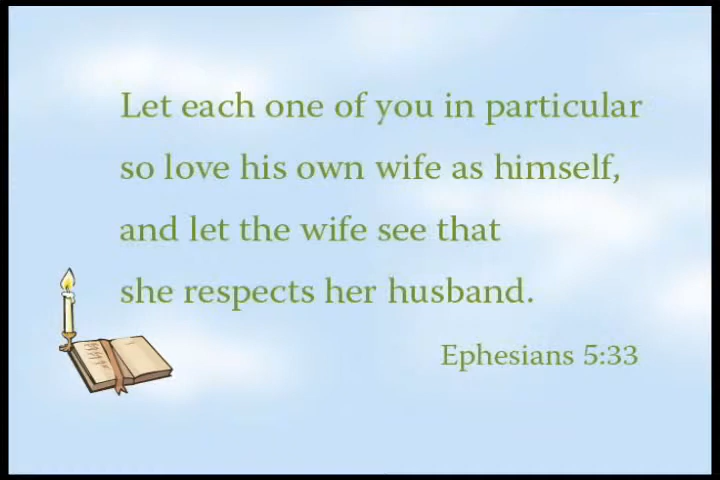 Let each one of you in particular
so love his own wife as himself,
and let the wife see that
she respects her husband.
Ephesians 5:33